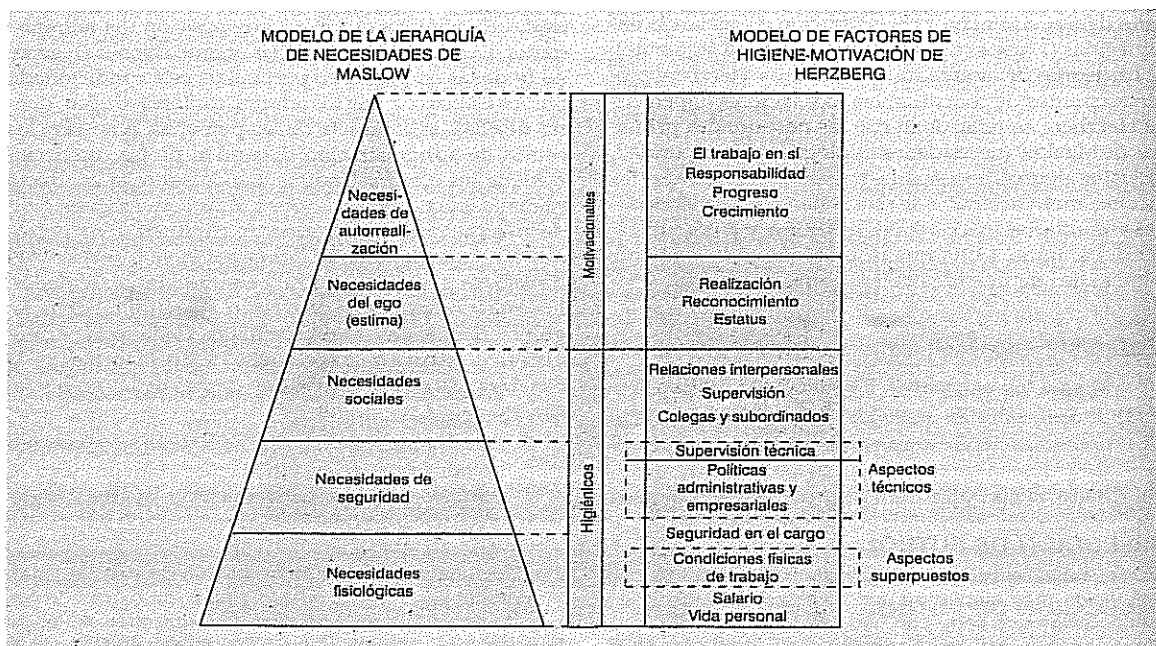 MODELO DE LA JERARQUÍA
DE NECESIDADES DE
MASLOW
MODELO DE FACTORES DE
HIGIENE-MOTIVACIÓN DE
HERZBERG
Necesi-
dades de
autorreali-
zación
Necesidades
del ego
(estima)
Necesidades
sociales
Necesidades de
seguridad
Necesidades
fisiológicas
Motivacionales
Higiénicos
El trabajo en sí
Responsabilidad
Progreso
Crecimiento
Realización
Reconocimiento
Estatus
Relaciones interpersonales
Supervisión
Colegas y subordinados
Supervisión técnica
Políticas
administrativas y
empresariales
Seguridad en el cargo
Condiciones físicas
de trabajo
Salario
Vida personal
Aspectos
técnicos
Aspectos
superpuestos